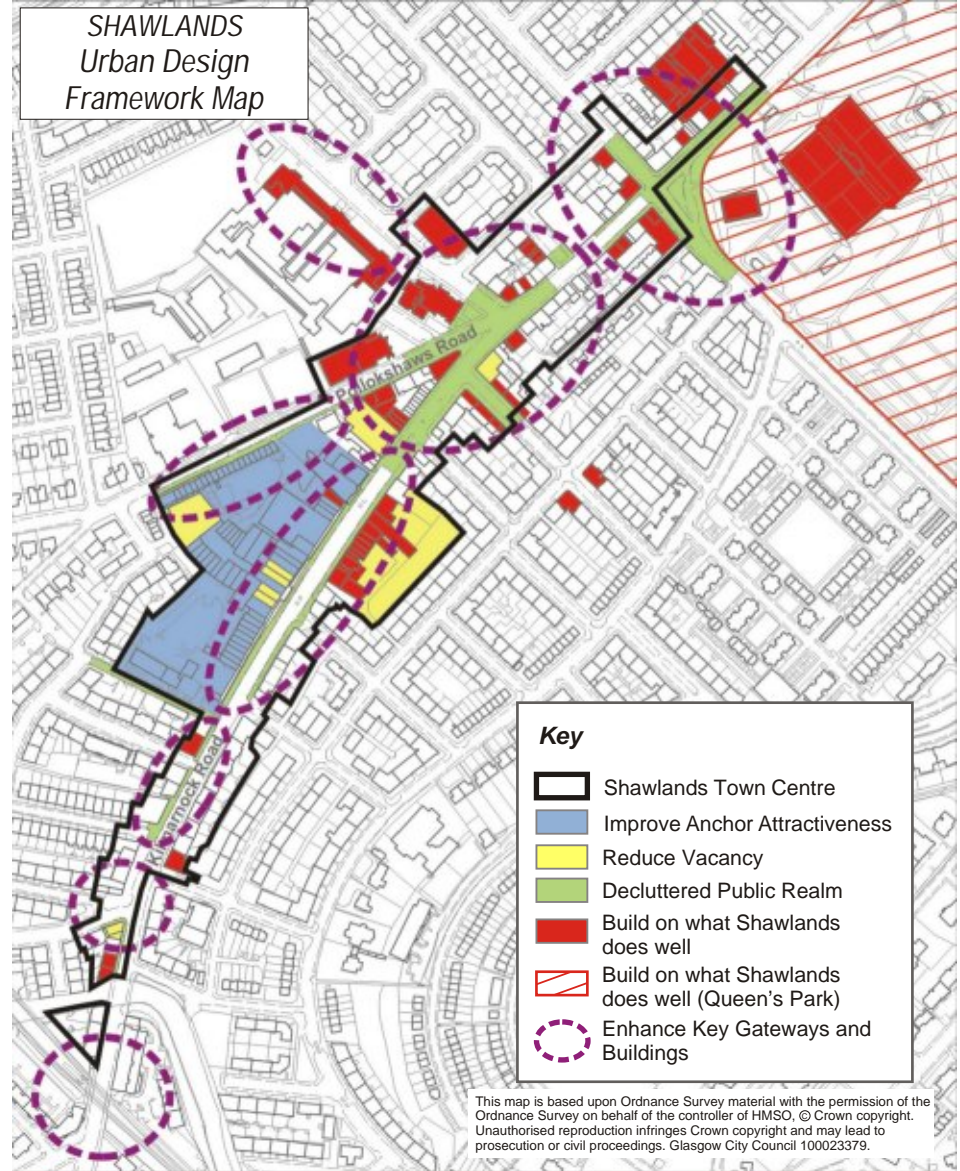 SHAWLANDS
Urban Design
Framework Map
Pollokshaws Road
Kilmarnock Road
Key
Shawlands Town Centre
Improve Anchor Attractiveness
Reduce Vacancy
Decluttered Public Realm
Build on what Shawlands
does well
Build on what Shawlands
does well (Queen's Park)
Enhance Key Gateways and
Buildings
This map is based upon Ordnance Survey material with the permission of the
Ordnance Survey on behalf of the controller of HMSO, © Crown copyright.
Unauthorised reproduction infringes Crown copyright and may lead to
prosecution or civil proceedings. Glasgow City Council 100023379.